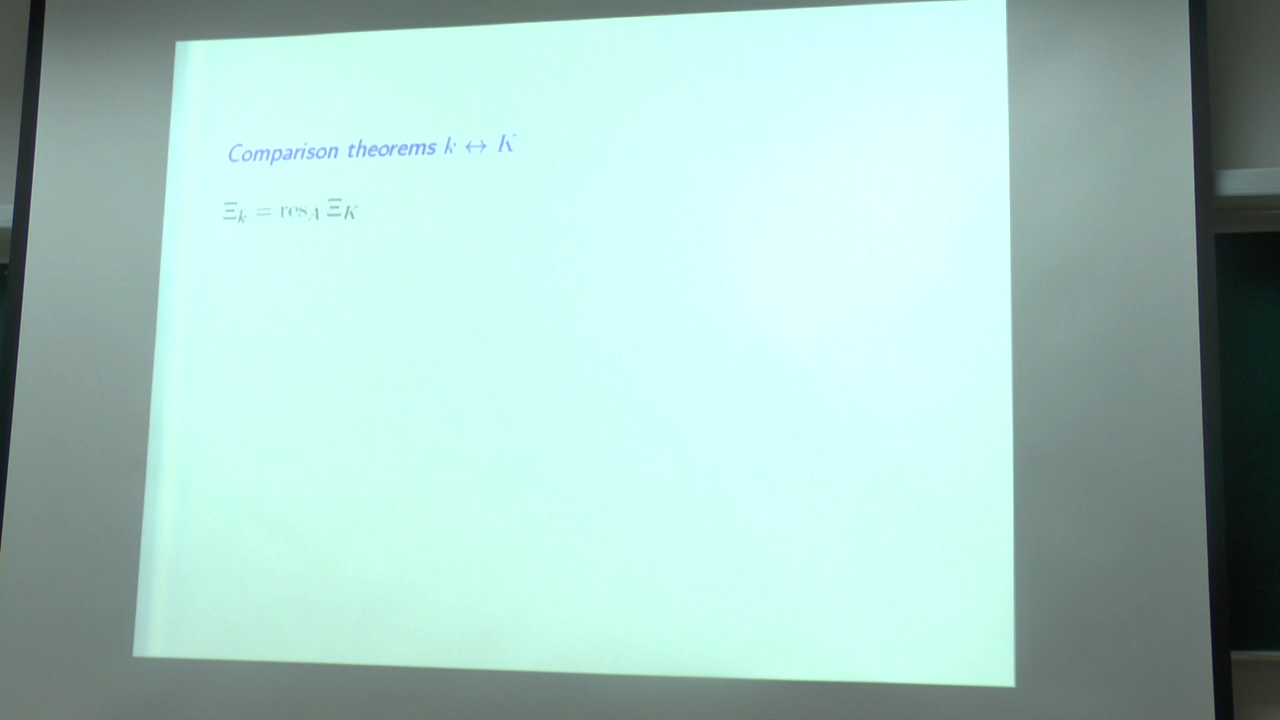 Comparison theorems k ↔ K
Ξ_k = res_A Ξ_K